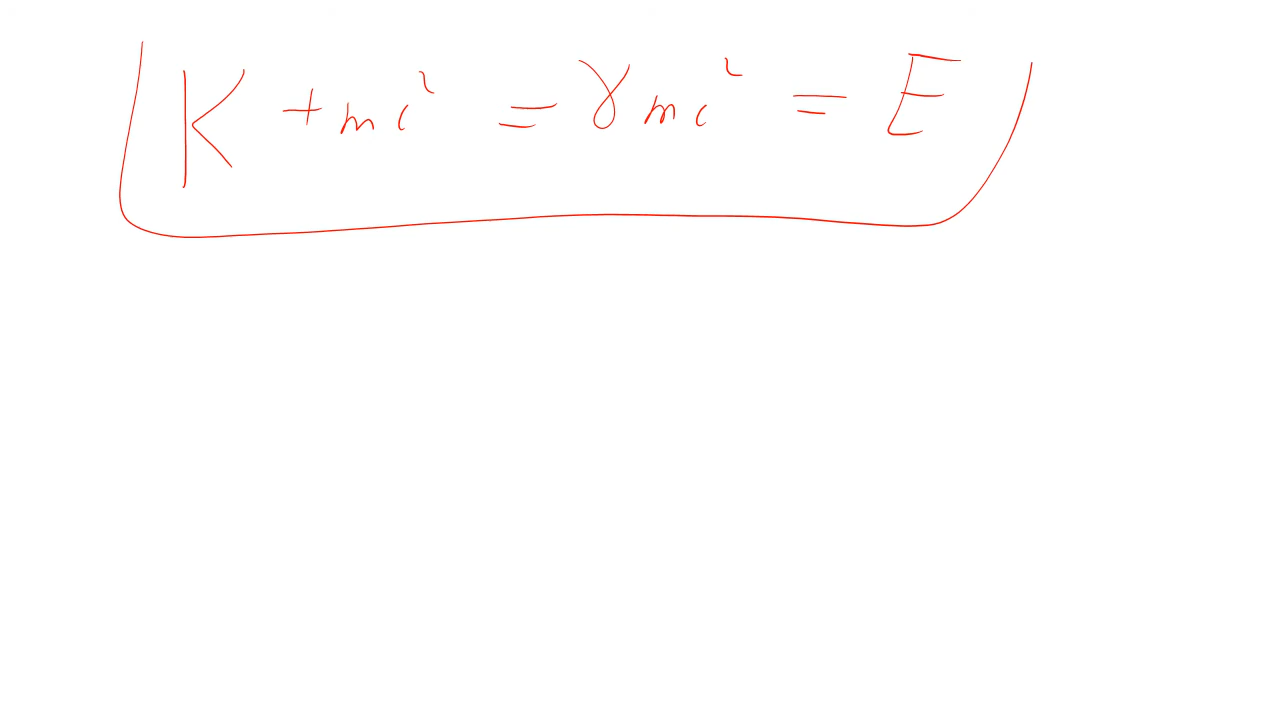 K + mc² = γmc² = E